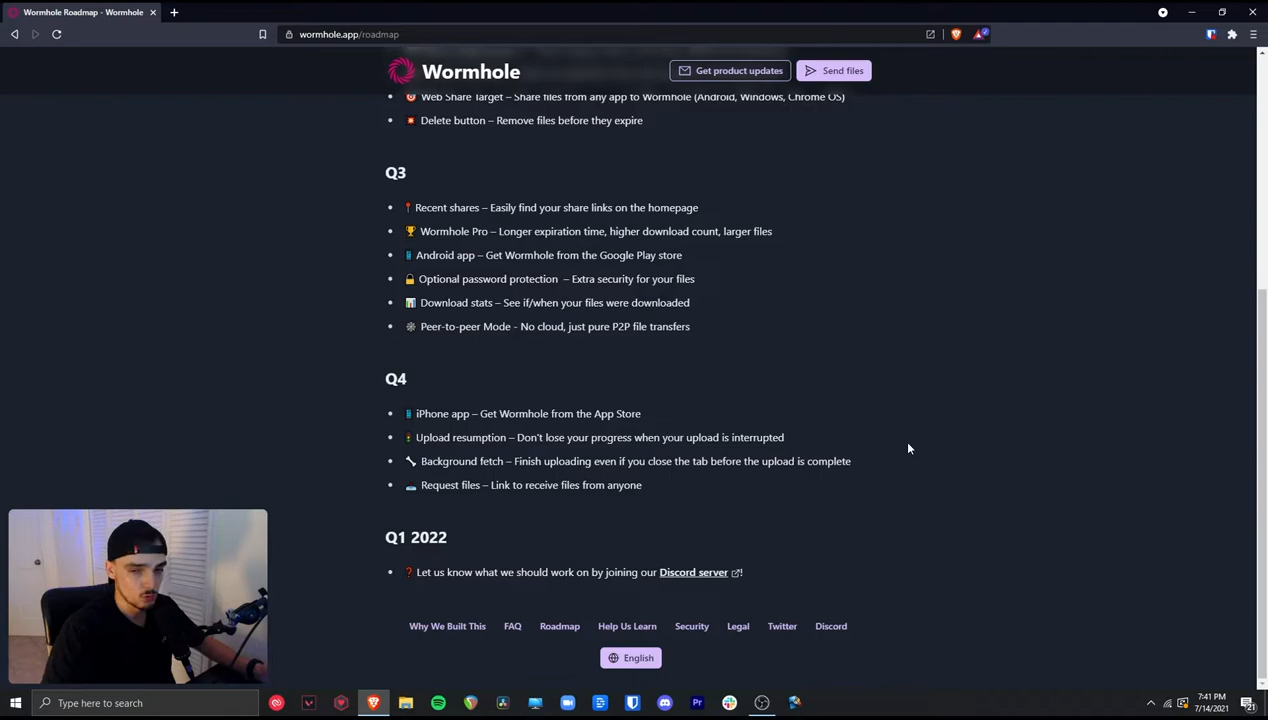 Wormhole Roadmap - Wormhole
wormhole.app/roadmap
Wormhole
Get product updates
Send files
Web Share Target – Share files from any app to Wormhole (Android, Windows, Chrome OS)
Delete button – Remove files before they expire
Q3
Recent shares – Easily find your share links on the homepage
Wormhole Pro – Longer expiration time, higher download count, larger files
Android app – Get Wormhole from the Google Play store
Optional password protection – Extra security for your files
Download stats – See if/when your files were downloaded
Peer-to-peer Mode - No cloud, just pure P2P file transfers
Q4
iPhone app – Get Wormhole from the App Store
Upload resumption – Don't lose your progress when your upload is interrupted
Background fetch – Finish uploading even if you close the tab before the upload is complete
Request files – Link to receive files from anyone
Q1 2022
Let us know what we should work on by joining our Discord server !
Why We Built This FAQ Roadmap Help Us Learn Security Legal Twitter Discord
English
Type here to search
Pr
7:41 PM
7/14/2021
21